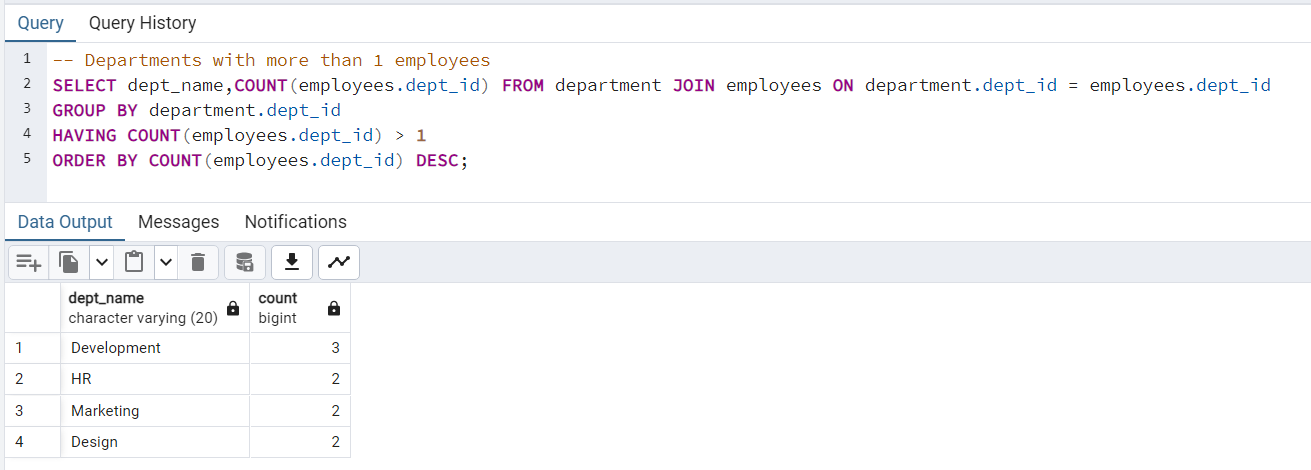 Query Query History
1 -- Departments with more than 1 employees
2 SELECT dept_name,COUNT(employees.dept_id) FROM department JOIN employees ON department.dept_id = employees.dept_id
3 GROUP BY department.dept_id
4 HAVING COUNT(employees.dept_id) > 1
5 ORDER BY COUNT(employees.dept_id) DESC;
Data Output Messages Notifications
dept_name count
character varying (20) bigint
1 Development 3
2 HR 2
3 Marketing 2
4 Design 2